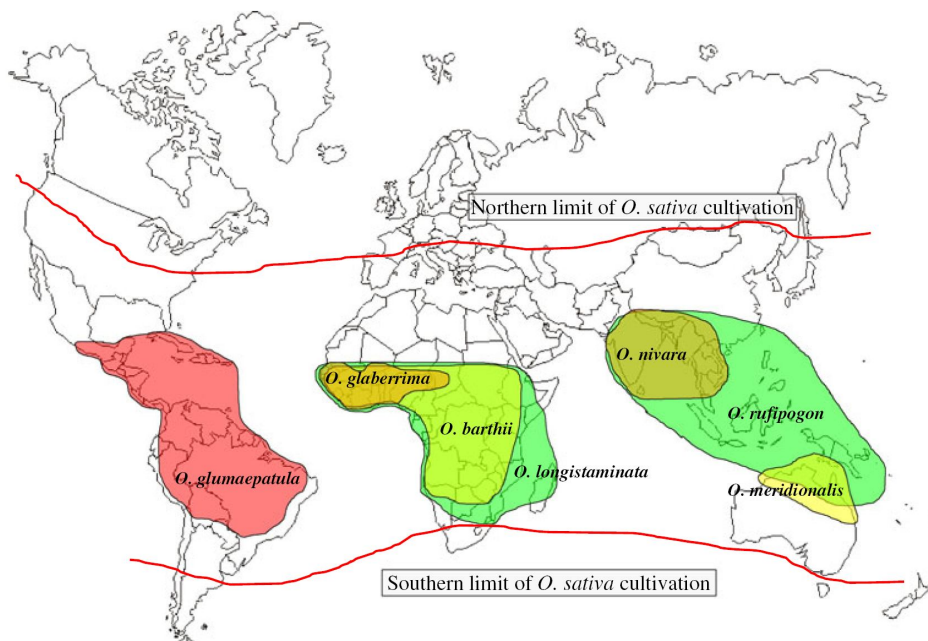 Northern limit of O. sativa cultivation
O. nivara
O. glaberrima
O. rufipogon
O. barthii
O. longistaminata
O. glumaepatula
O. meridionalis
Southern limit of O. sativa cultivation